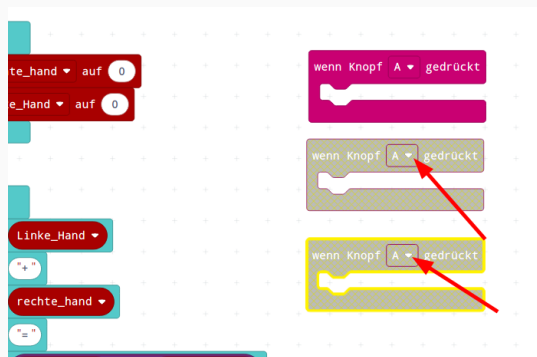 te_hand auf 0
e_Hand auf 0
Linke_Hand
"+"
rechte_hand
"="
wenn Knopf A gedrückt
wenn Knopf A gedrückt
wenn Knopf A gedrückt